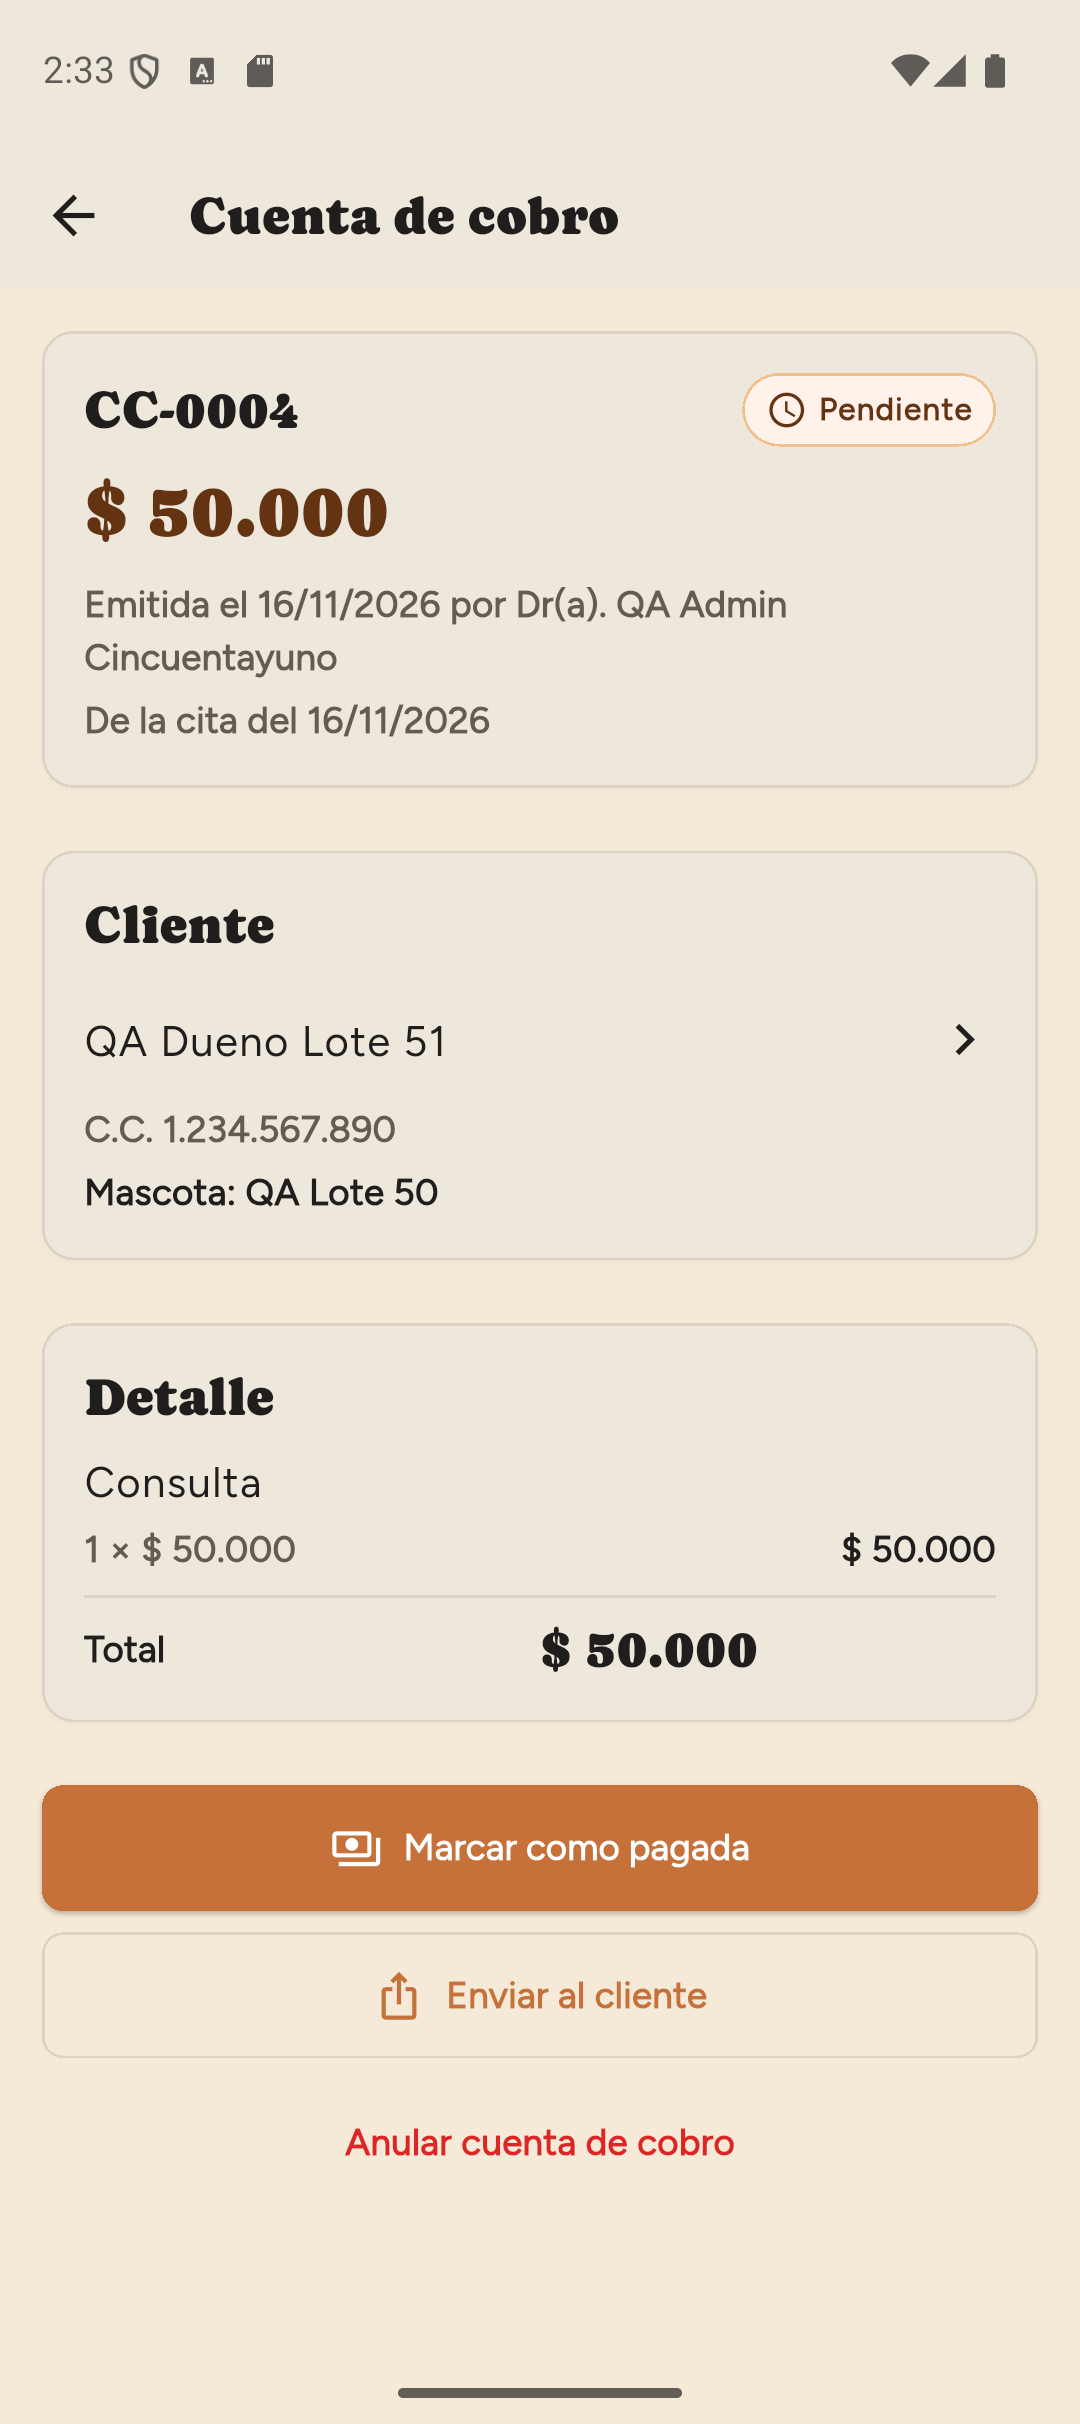 2:33
Cuenta de cobro
CC-0004
Pendiente
$ 50.000
Emitida el 16/11/2026 por Dr(a). QA Admin
Cincuentayuno
De la cita del 16/11/2026
Cliente
QA Dueno Lote 51
C.C. 1.234.567.890
Mascota: QA Lote 50
Detalle
Consulta
1 × $ 50.000 $ 50.000
Total $ 50.000
Marcar como pagada
Enviar al cliente
Anular cuenta de cobro